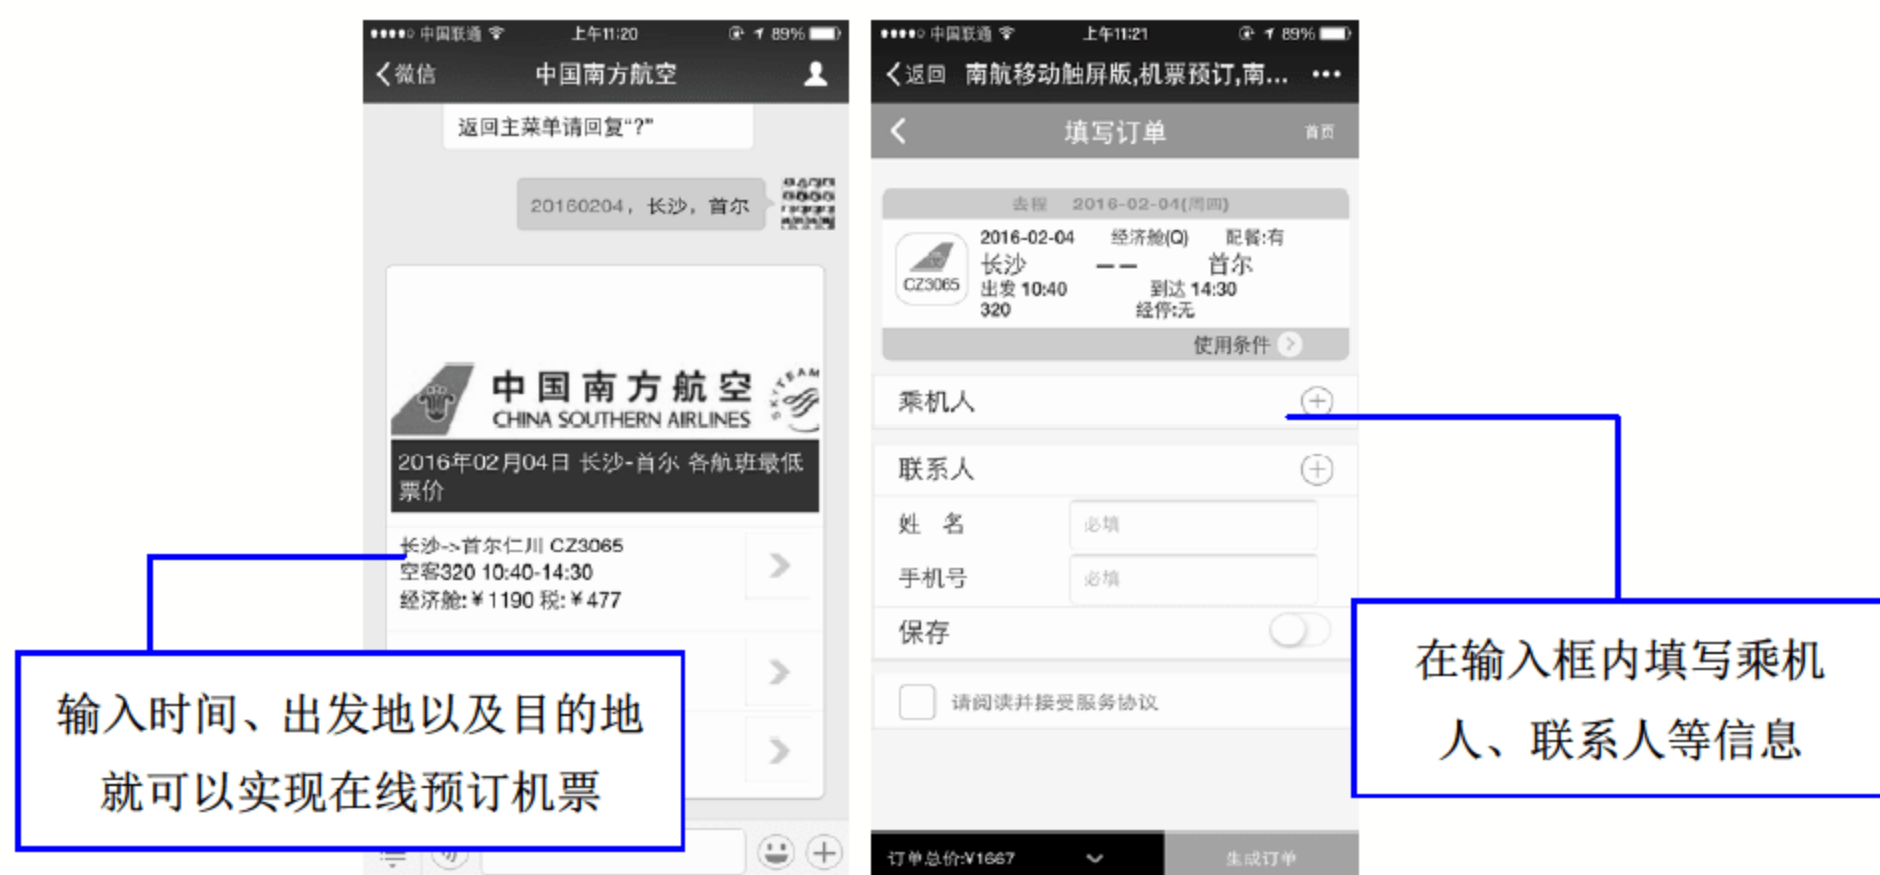 中国联通 上午11:20 89%
微信 中国南方航空
返回主菜单请回复“?”
20160204，长沙，首尔
中国南方航空
CHINA SOUTHERN AIRLINES
SKYTEAM
2016年02月04日 长沙-首尔 各航班最低
票价
长沙->首尔仁川 CZ3065
空客320 10:40-14:30
经济舱:¥1190 税:¥477
输入时间、出发地以及目的地
就可以实现在线预订机票
中国联通 上午11:21 89%
返回 南航移动触屏版,机票预订,南...
填写订单 首页
去程 2016-02-04(周四)
2016-02-04 经济舱(Q) 配餐:有
长沙 —— 首尔
CZ3065
出发 10:40 到达 14:30
320 经停:无
使用条件
乘机人
联系人
姓 名 必填
手机号 必填
保存
请阅读并接受服务协议
订单总价:¥1667 生成订单
在输入框内填写乘机
人、联系人等信息